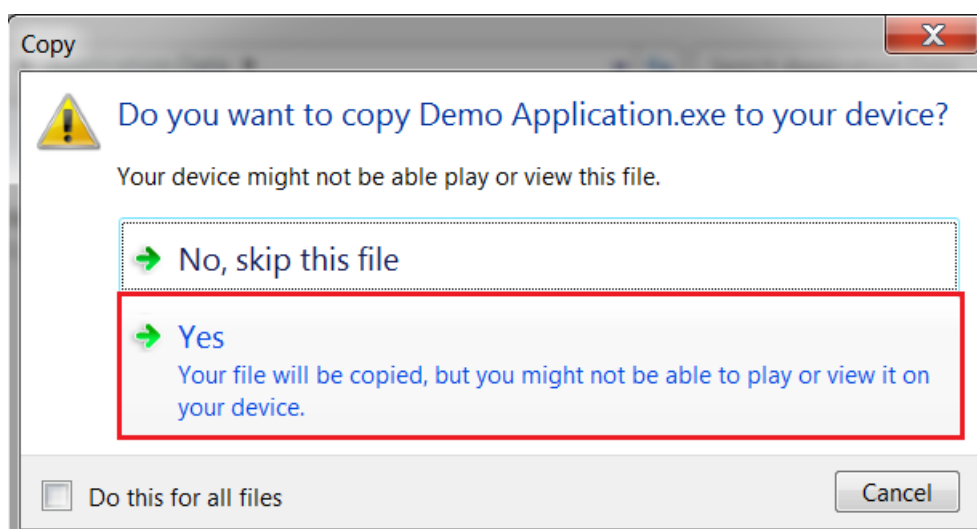 Copy
Do you want to copy Demo Application.exe to your device?
Your device might not be able play or view this file.
No, skip this file
Yes
Your file will be copied, but you might not be able to play or view it on
your device.
Do this for all files
Cancel